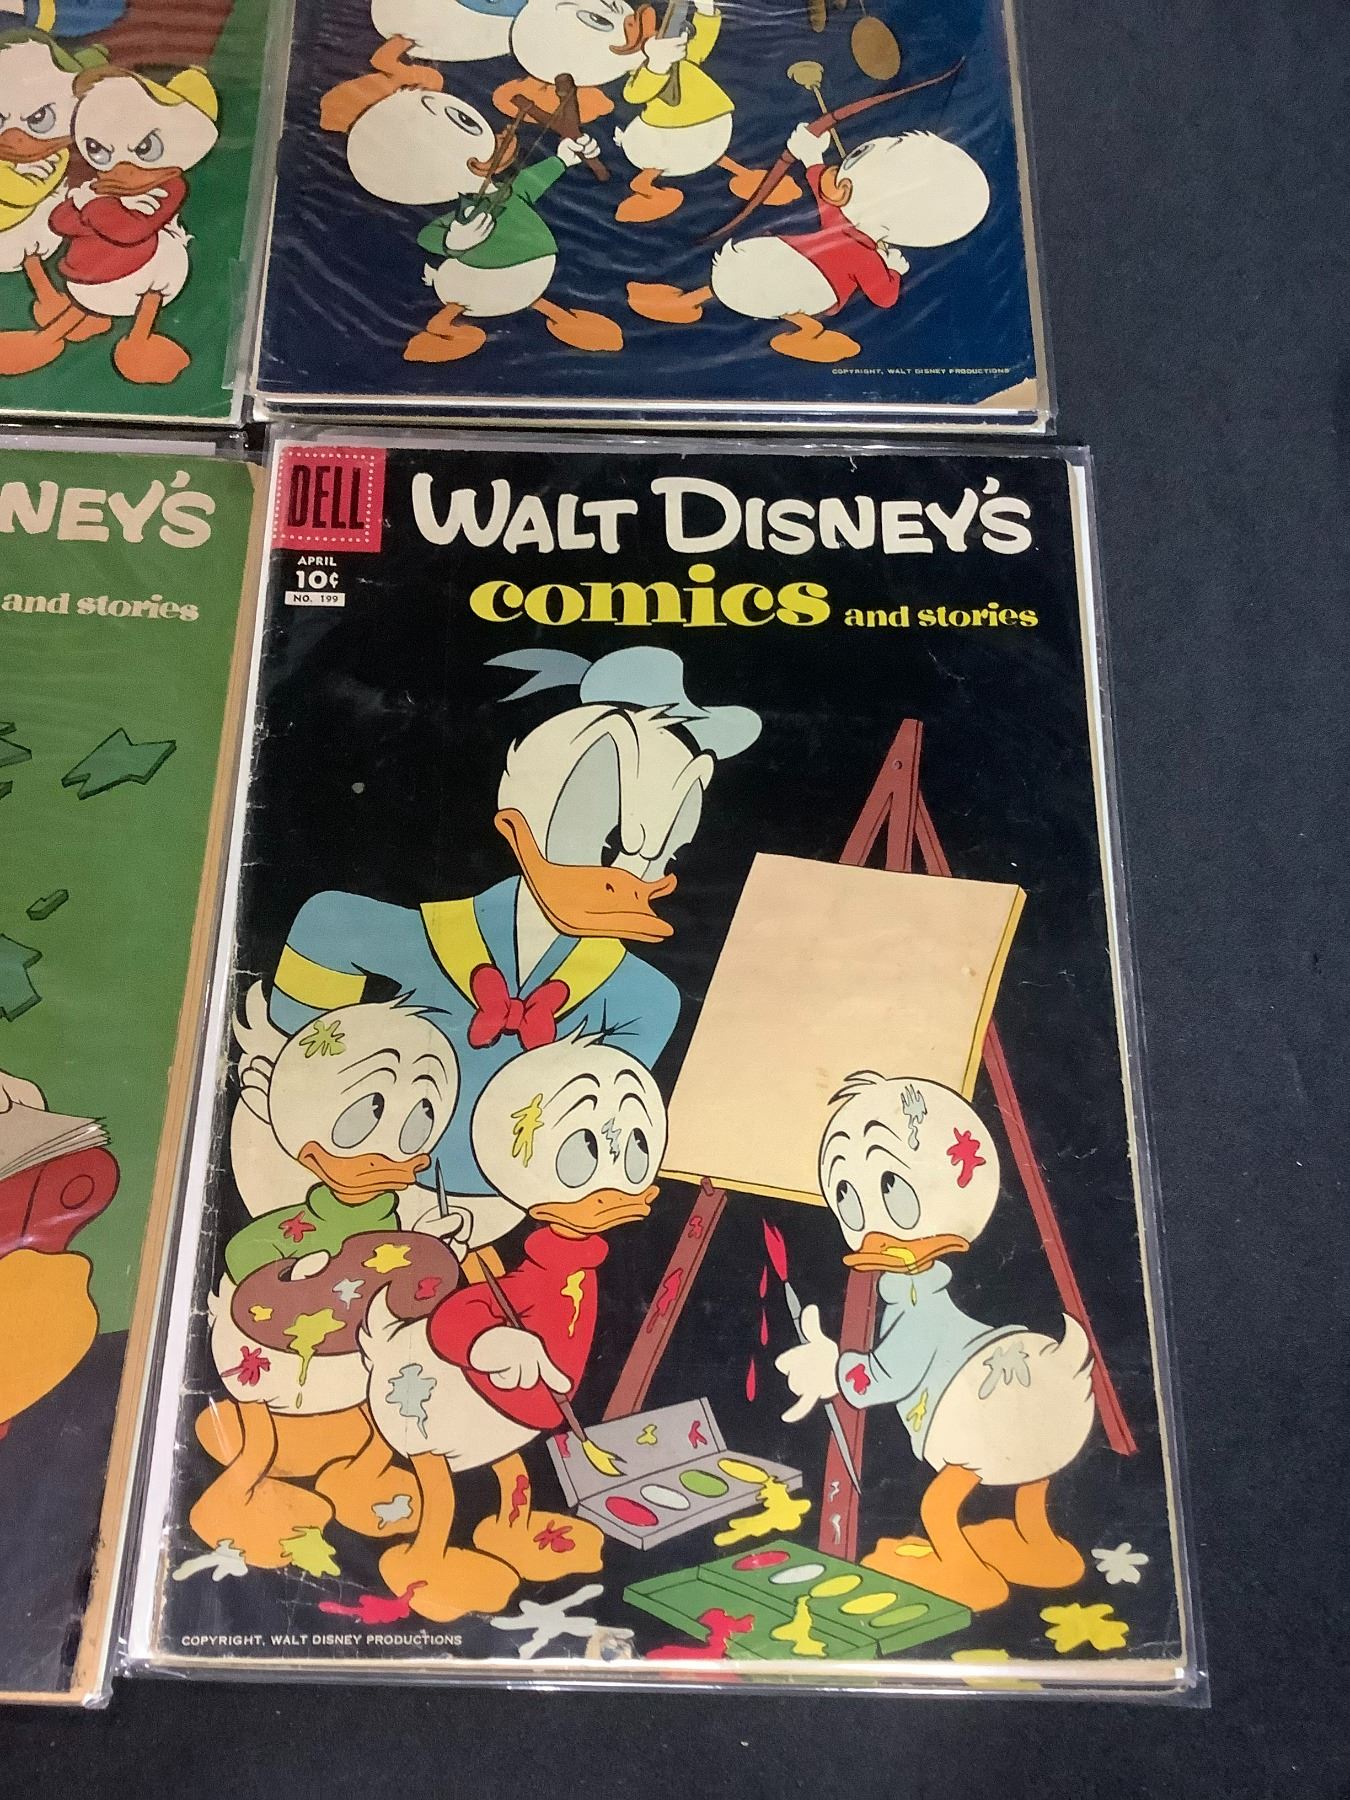 COPYRIGHT, WALT DISNEY PRODUCTIONS
NEY'S
and stories
DELL
APRIL
10¢
NO. 199
WALT DISNEY'S
comics and stories
COPYRIGHT, WALT DISNEY PRODUCTIONS